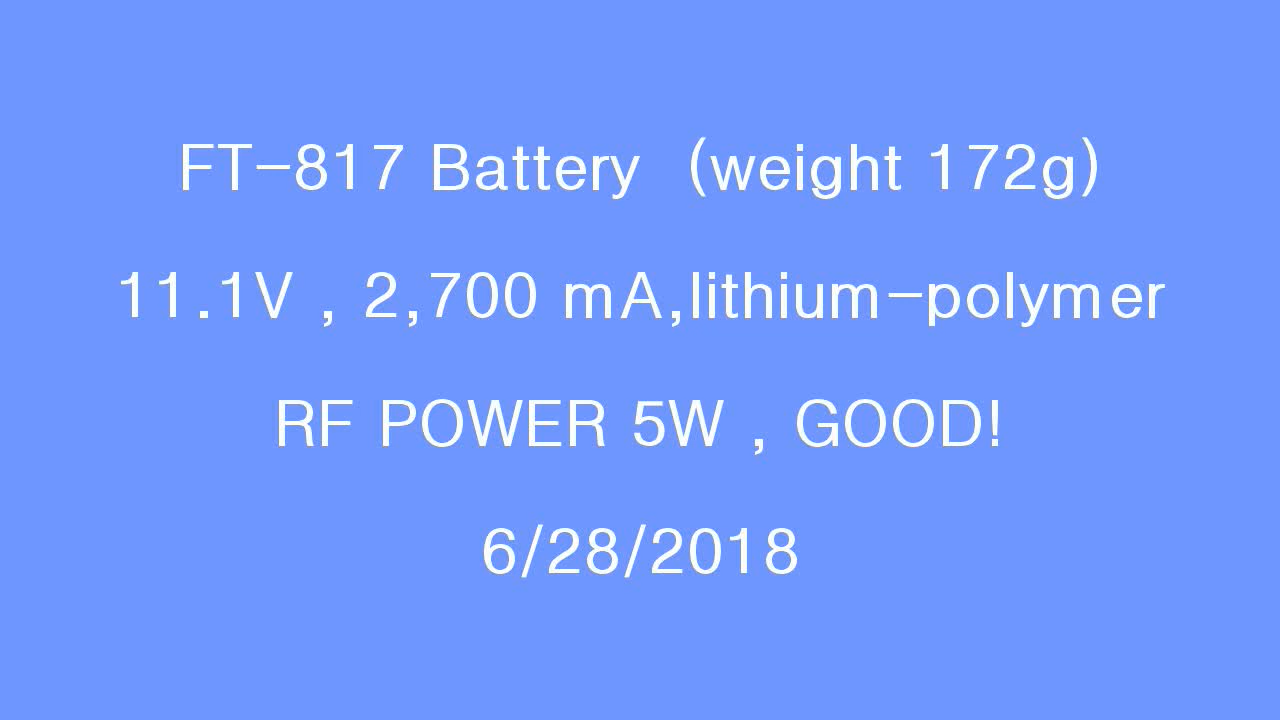 FT-817 Battery  (weight 172g)
11.1V , 2,700 mA,lithium-polymer
RF POWER 5W , GOOD!
6/28/2018